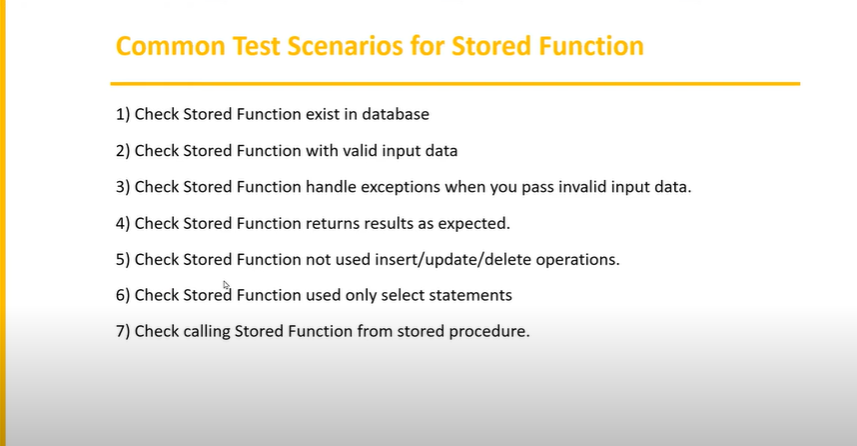 Common Test Scenarios for Stored Function
1) Check Stored Function exist in database
2) Check Stored Function with valid input data
3) Check Stored Function handle exceptions when you pass invalid input data.
4) Check Stored Function returns results as expected.
5) Check Stored Function not used insert/update/delete operations.
6) Check Stored Function used only select statements
7) Check calling Stored Function from stored procedure.